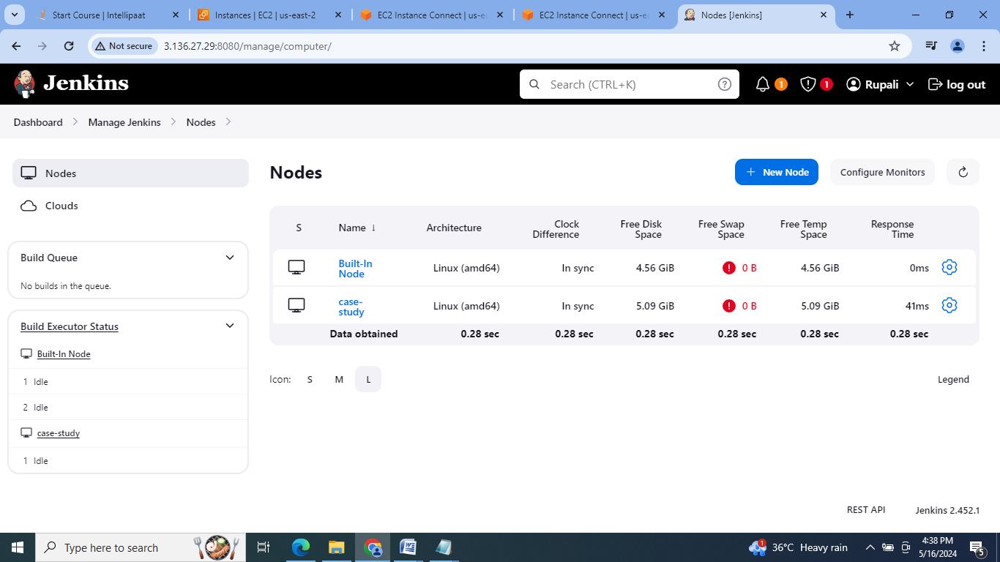 Start Course | Intellipaat
Instances | EC2 | us-east-2
EC2 Instance Connect | us-ea
EC2 Instance Connect | us-ea
Nodes [Jenkins]
Not secure
3.136.27.29:8080/manage/computer/
Jenkins
Search (CTRL+K)
?
1
1
Rupali
log out
Dashboard
Manage Jenkins
Nodes
Nodes
Clouds
Build Queue
No builds in the queue.
Build Executor Status
Built-In Node
1 Idle
2 Idle
case-study
1 Idle
Nodes
+ New Node
Configure Monitors
S Name ↓ Architecture Clock Difference Free Disk Space Free Swap Space Free Temp Space Response Time
Built-In Node Linux (amd64) In sync 4.56 GiB ! 0 B 4.56 GiB 0ms
case-study Linux (amd64) In sync 5.09 GiB ! 0 B 5.09 GiB 41ms
Data obtained 0.28 sec 0.28 sec 0.28 sec 0.28 sec 0.28 sec 0.28 sec
Icon: S M L
Legend
REST API
Jenkins 2.452.1
Type here to search
1
36°C Heavy rain
4:38 PM
5/16/2024
5